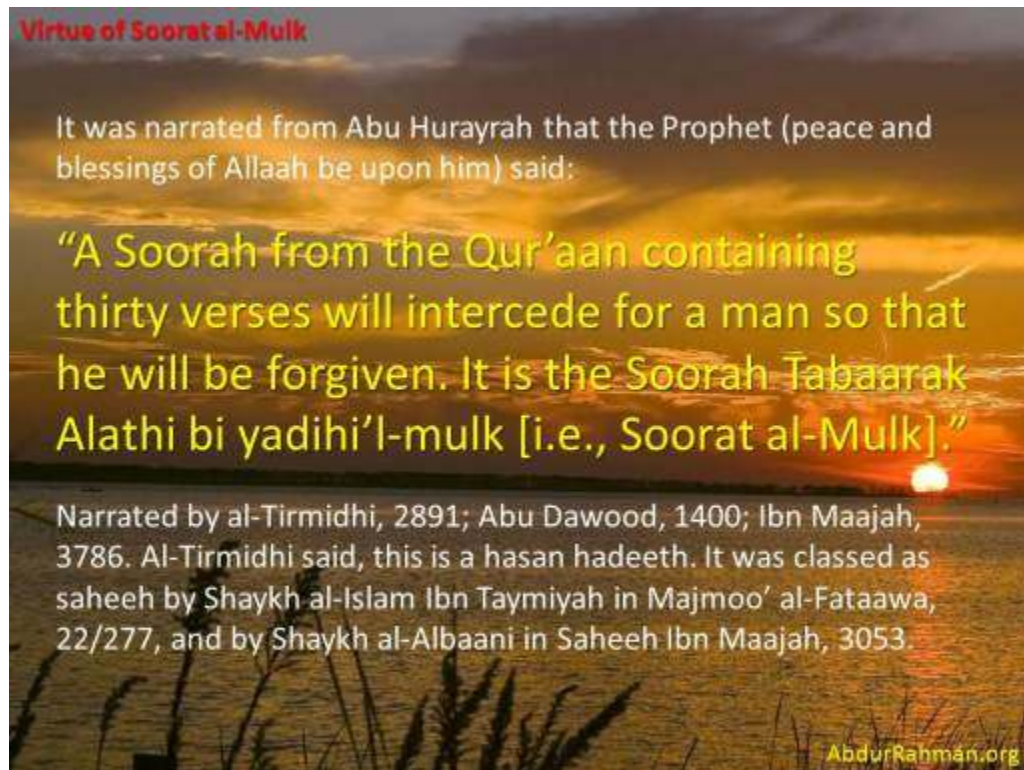 Virtue of Soorat al-Mulk
It was narrated from Abu Hurayrah that the Prophet (peace and
blessings of Allaah be upon him) said:
“A Soorah from the Qur’aan containing
thirty verses will intercede for a man so that
he will be forgiven. It is the Soorah Tabaarak
Alathi bi yadihi’l-mulk [i.e., Soorat al-Mulk].”
Narrated by al-Tirmidhi, 2891; Abu Dawood, 1400; Ibn Maajah,
3786. Al-Tirmidhi said, this is a hasan hadeeth. It was classed as
saheeh by Shaykh al-Islam Ibn Taymiyah in Majmoo’ al-Fataawa,
22/277, and by Shaykh al-Albaani in Saheeh Ibn Maajah, 3053.
AbdurRahman.org